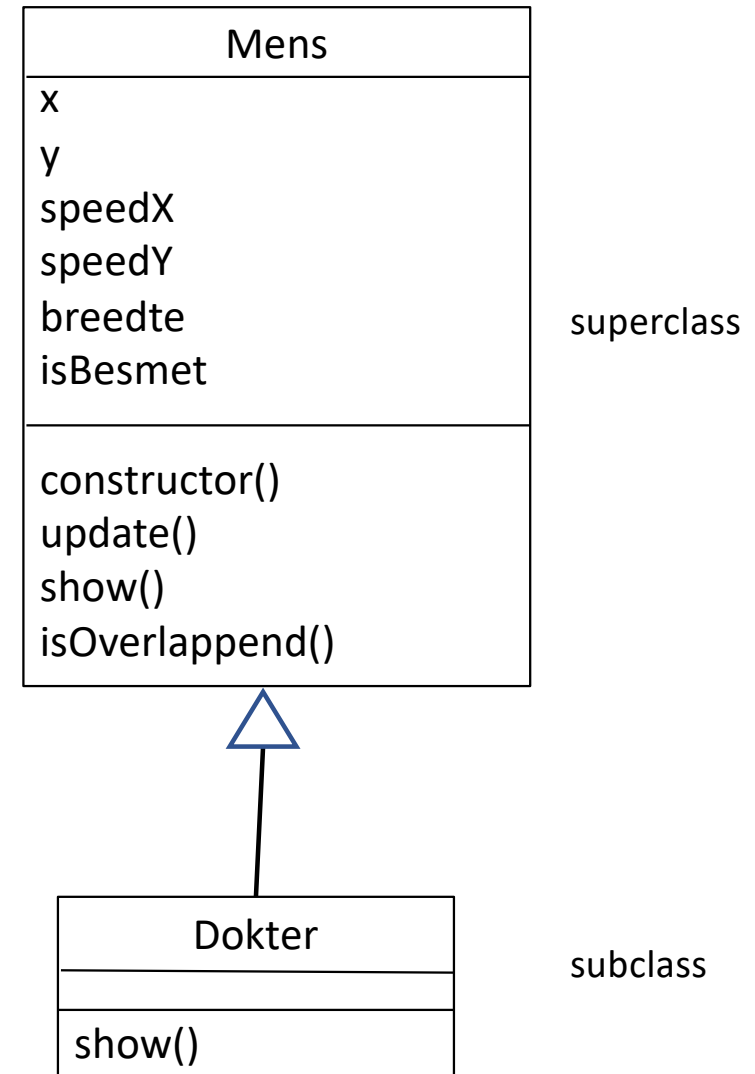 Mens
x
y
speedX
speedY
breedte
isBesmet
superclass
constructor()
update()
show()
isOverlappend()
Dokter
subclass
show()